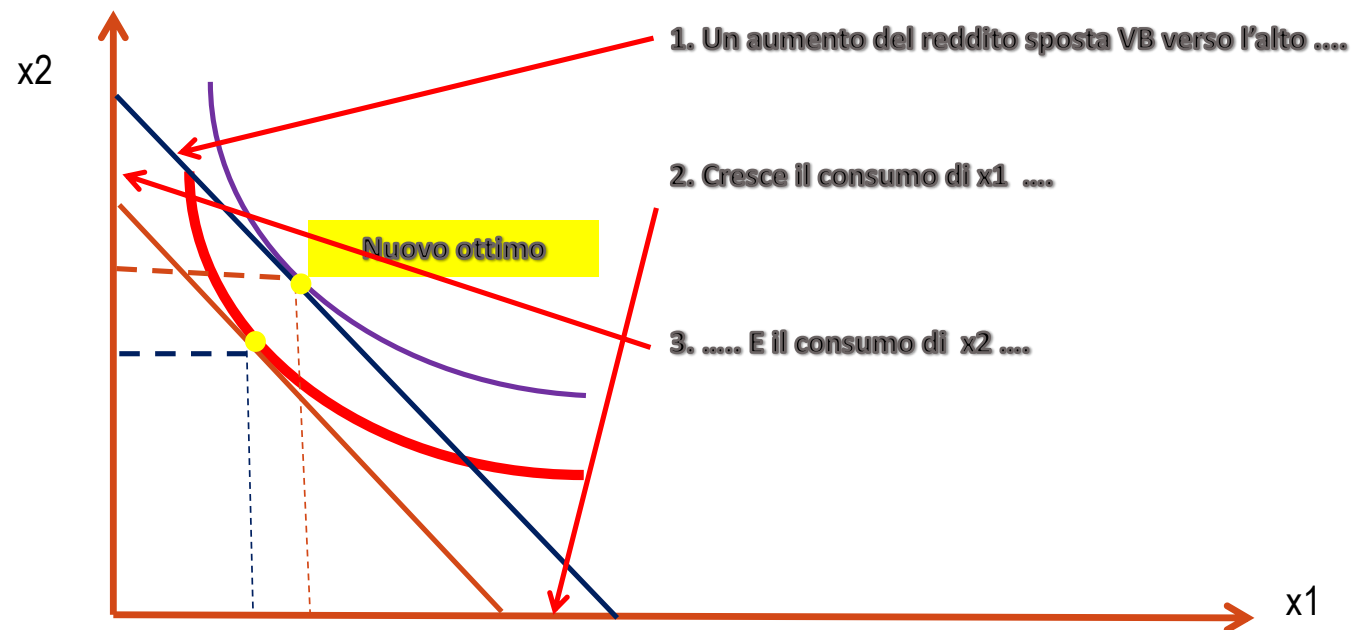 x2
1. Un aumento del reddito sposta VB verso l’alto ....
2. Cresce il consumo di x1 ....
Nuovo ottimo
3. ..... E il consumo di x2 ....
x1